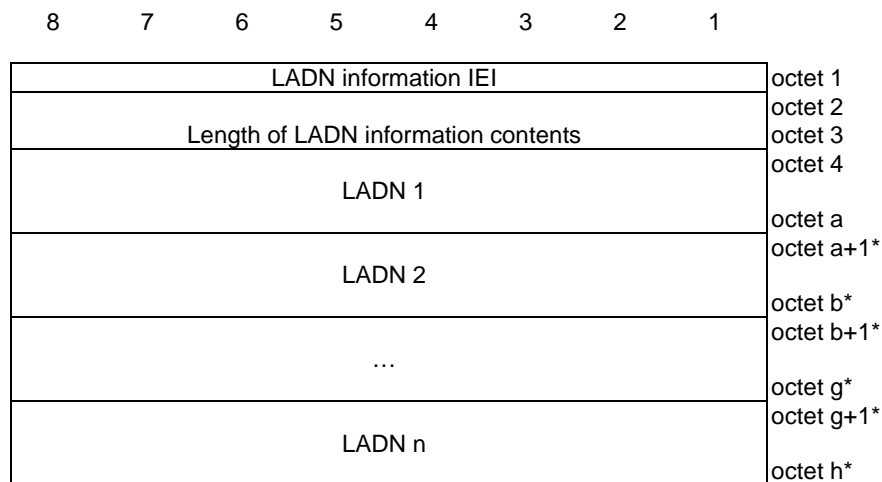 8 7 6 5 4 3 2 1
LADN information IEI octet 1
octet 2
Length of LADN information contents octet 3
octet 4
LADN 1
octet a
octet a+1*
LADN 2
octet b*
octet b+1*
…
octet g*
octet g+1*
LADN n
octet h*